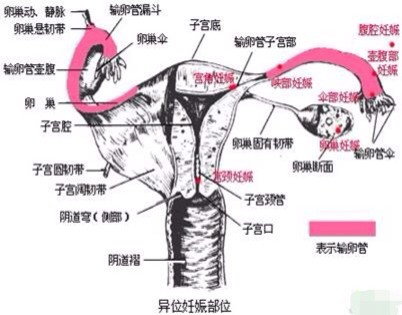 卵巢动、静脉
卵巢悬韧带
输卵管漏斗
卵巢伞
输卵管壶腹
卵巢
子宫腔
子宫圆韧带
子宫阔韧带
阴道穹（侧部）
阴道褶
子宫底
输卵管子宫部
宫角妊娠
峡部妊娠
腹腔妊娠
壶腹部
妊娠
伞部妊娠
卵巢妊娠
输卵管伞
卵巢断面
卵巢固有韧带
宫颈妊娠
子宫颈管
子宫口
表示输卵管
异位妊娠部位